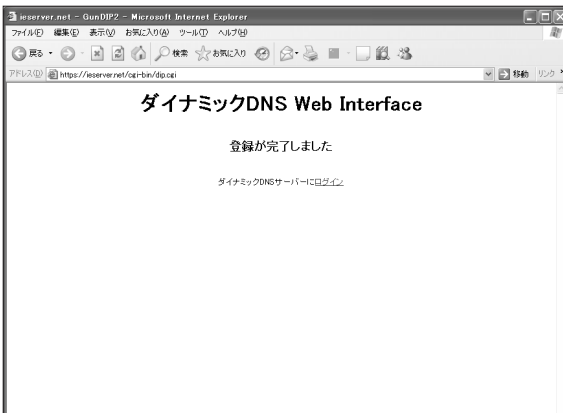 ieserver.net - GunDIP2 - Microsoft Internet Explorer
ファイル(F) 編集(E) 表示(V) お気に入り(A) ツール(T) ヘルプ(H)
戻る 検索 お気に入り
アドレス(D) https://ieserver.net/cgi-bin/dip.cgi 移動 リンク »
ダイナミックDNS Web Interface
登録が完了しました
ダイナミックDNSサーバーにログイン